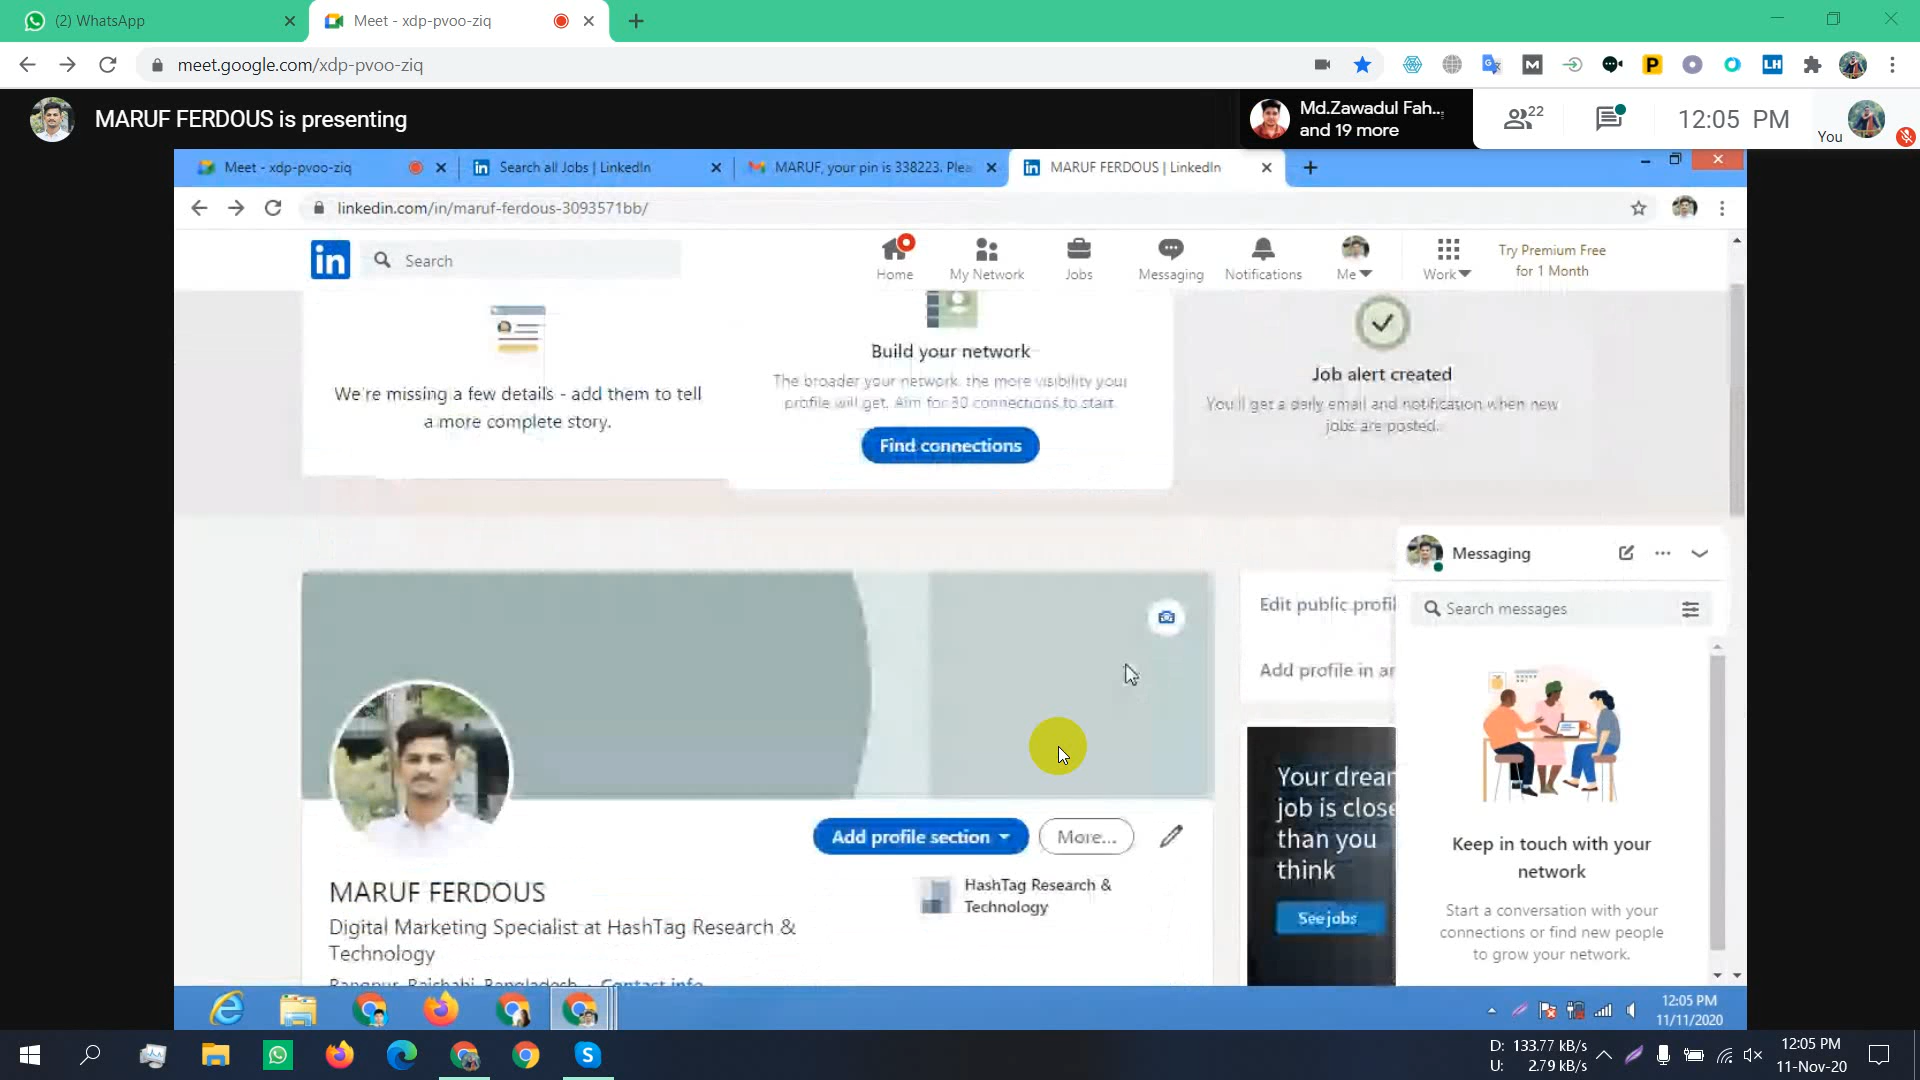 (2) WhatsApp
Meet - xdp-pvoo-ziq
meet.google.com/xdp-pvoo-ziq
MARUF FERDOUS is presenting
Md.Zawadul Fah...
and 19 more
22
12:05 PM
You
Meet - xdp-pvoo-ziq
Search all Jobs | LinkedIn
MARUF, your pin is 338223. Plea
MARUF FERDOUS | LinkedIn
linkedin.com/in/maruf-ferdous-3093571bb/
in
Search
Home
My Network
Jobs
Messaging
Notifications
Me
Work
Try Premium Free
for 1 Month
We're missing a few details - add them to tell
a more complete story.
Build your network
The broader your network, the more visibility your
profile will get. Aim for 30 connections to start.
Find connections
Job alert created
You'll get a daily email and notification when new
jobs are posted.
Edit public profil
Add profile in an
Messaging
Search messages
Keep in touch with your
network
Start a conversation with your
connections or find new people
to grow your network.
Your dream
job is close
than you
think
See jobs
Add profile section
More...
MARUF FERDOUS
Digital Marketing Specialist at HashTag Research &
Technology
Rangpur, Rajshahi, Bangladesh · Contact info
HashTag Research &
Technology
12:05 PM
11/11/2020
D: 133.77 kB/s
U: 2.79 kB/s
12:05 PM
11-Nov-20